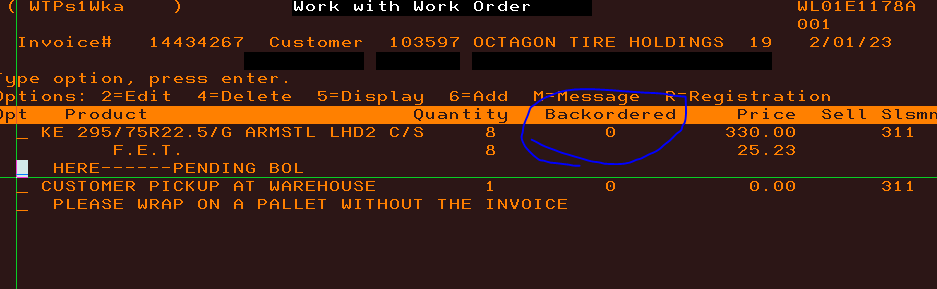 ( WTPs1Wka ) Work with Work Order WL01E1178A
001
Invoice# 14434267 Customer 103597 OCTAGON TIRE HOLDINGS 19 2/01/23
Type option, press enter.
Options: 2=Edit 4=Delete 5=Display 6=Add M=Message R=Registration
Opt Product Quantity Backordered Price Sell Slsmn
_ KE 295/75R22.5/G ARMSTL LHD2 C/S 8 0 330.00 311
F.E.T. 8 25.23
HERE------PENDING BOL
_ CUSTOMER PICKUP AT WAREHOUSE 1 0 0.00 311
_ PLEASE WRAP ON A PALLET WITHOUT THE INVOICE